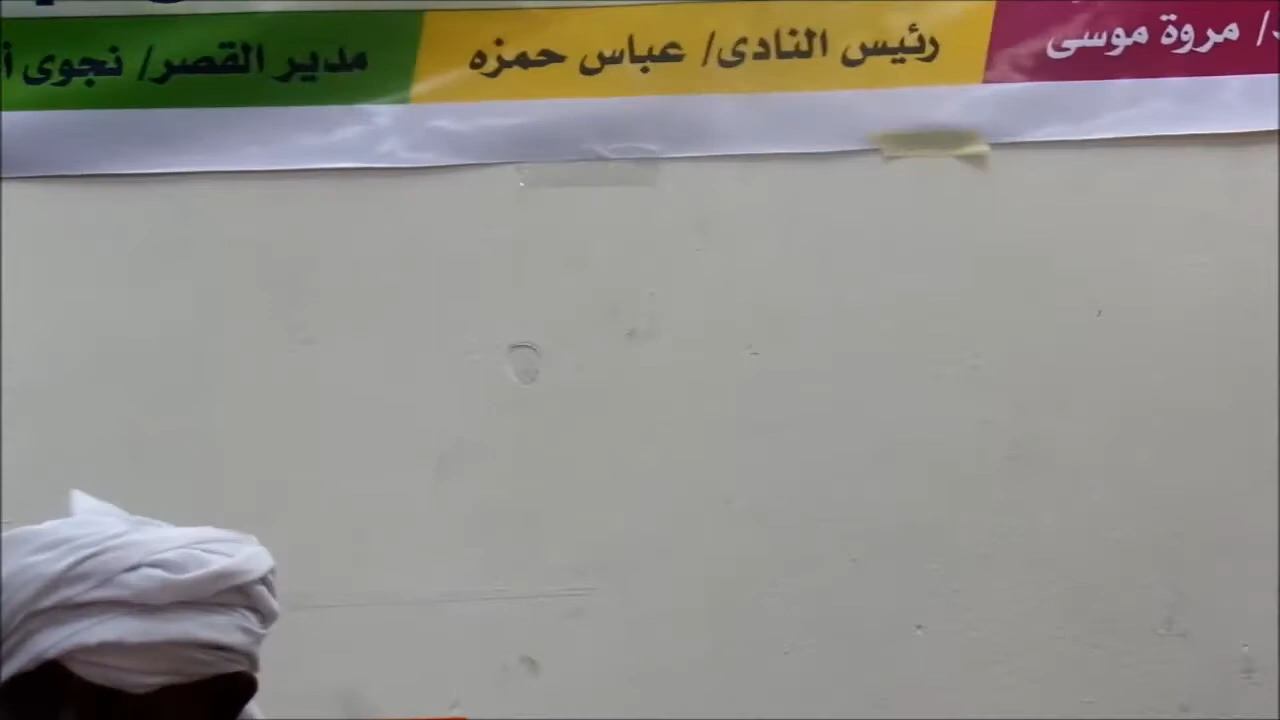 مروة موسى
رئيس النادى/ عباس حمزه
مدير القصر/ نجوى